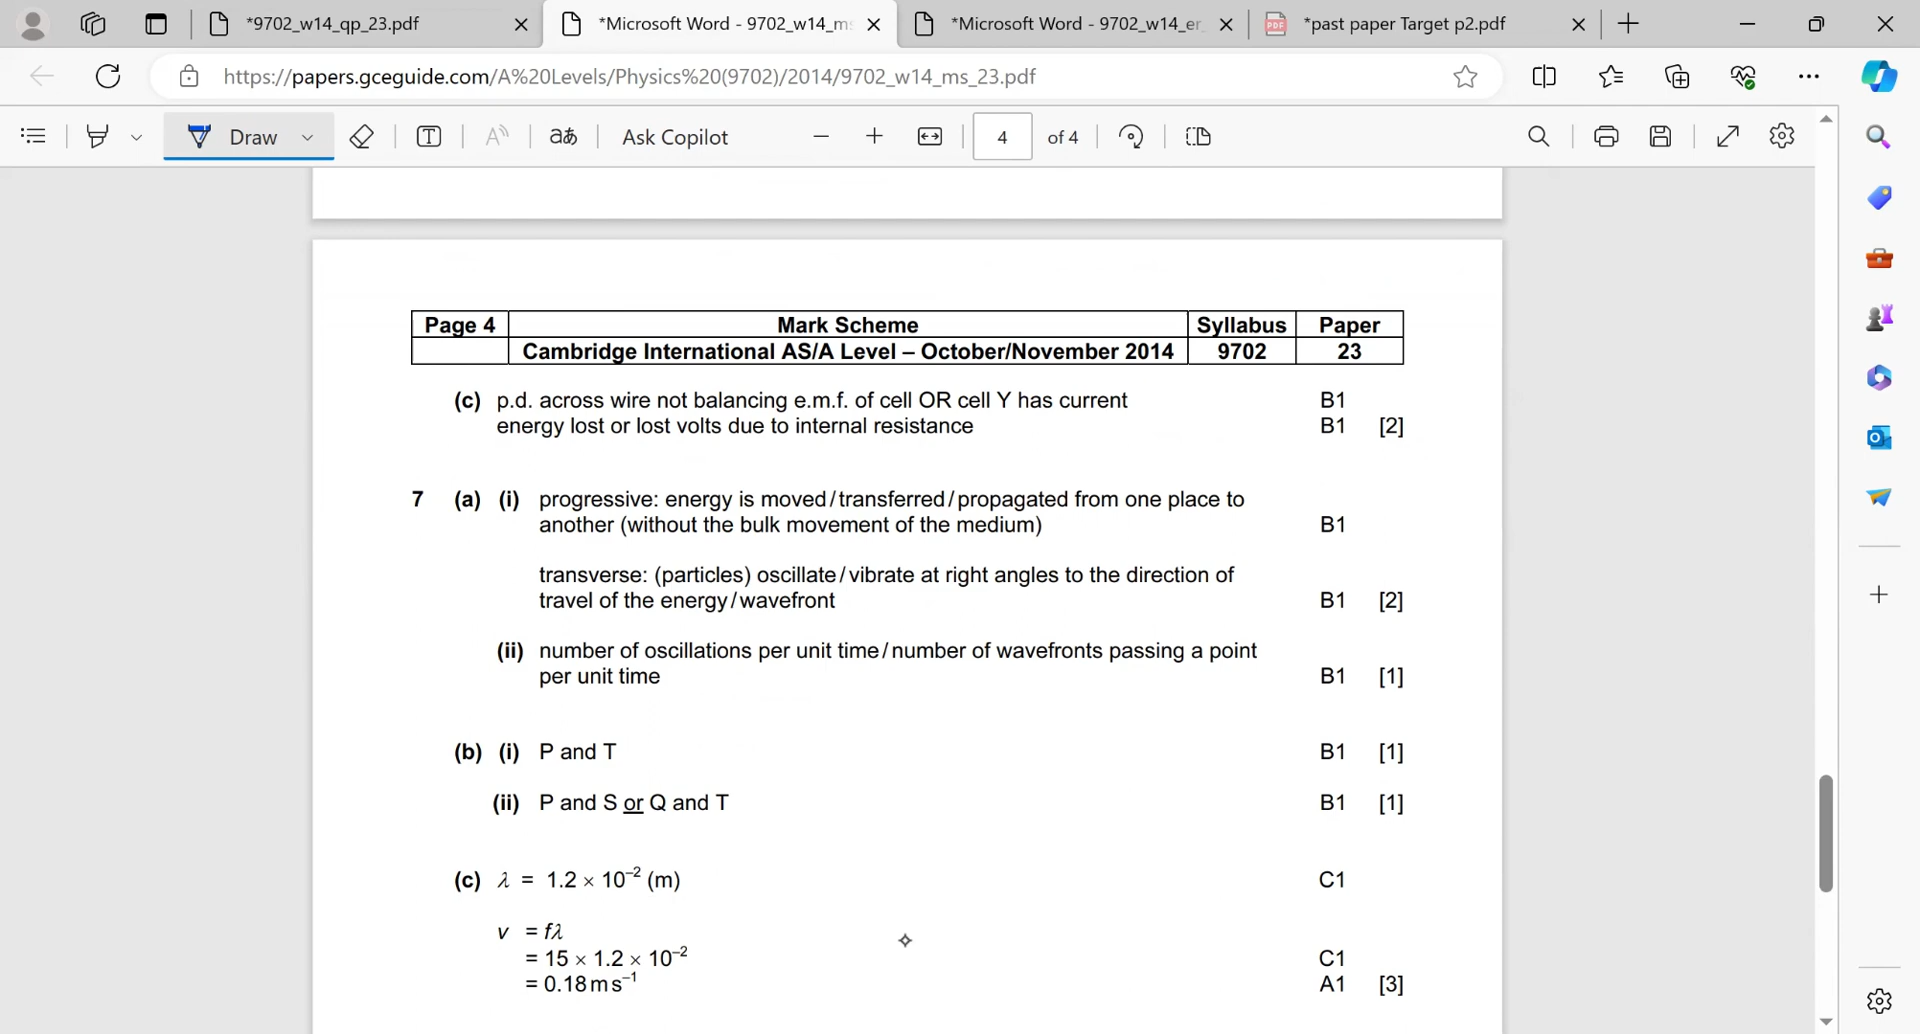 *9702_w14_qp_23.pdf
*Microsoft Word - 9702_w14_ms
*Microsoft Word - 9702_w14_er_
*past paper Target p2.pdf
https://papers.gceguide.com/A%20Levels/Physics%20(9702)/2014/9702_w14_ms_23.pdf
Draw
aあ
Ask Copilot
4 of 4
Page 4 Mark Scheme Syllabus Paper
Cambridge International AS/A Level – October/November 2014 9702 23
(c) p.d. across wire not balancing e.m.f. of cell OR cell Y has current B1
energy lost or lost volts due to internal resistance B1 [2]
7 (a) (i) progressive: energy is moved/transferred/propagated from one place to
another (without the bulk movement of the medium) B1
transverse: (particles) oscillate/vibrate at right angles to the direction of
travel of the energy/wavefront B1 [2]
(ii) number of oscillations per unit time/number of wavefronts passing a point
per unit time B1 [1]
(b) (i) P and T B1 [1]
(ii) P and S or Q and T B1 [1]
(c) λ = 1.2 × 10⁻² (m) C1
v = fλ
= 15 × 1.2 × 10⁻² C1
= 0.18 m s⁻¹ A1 [3]